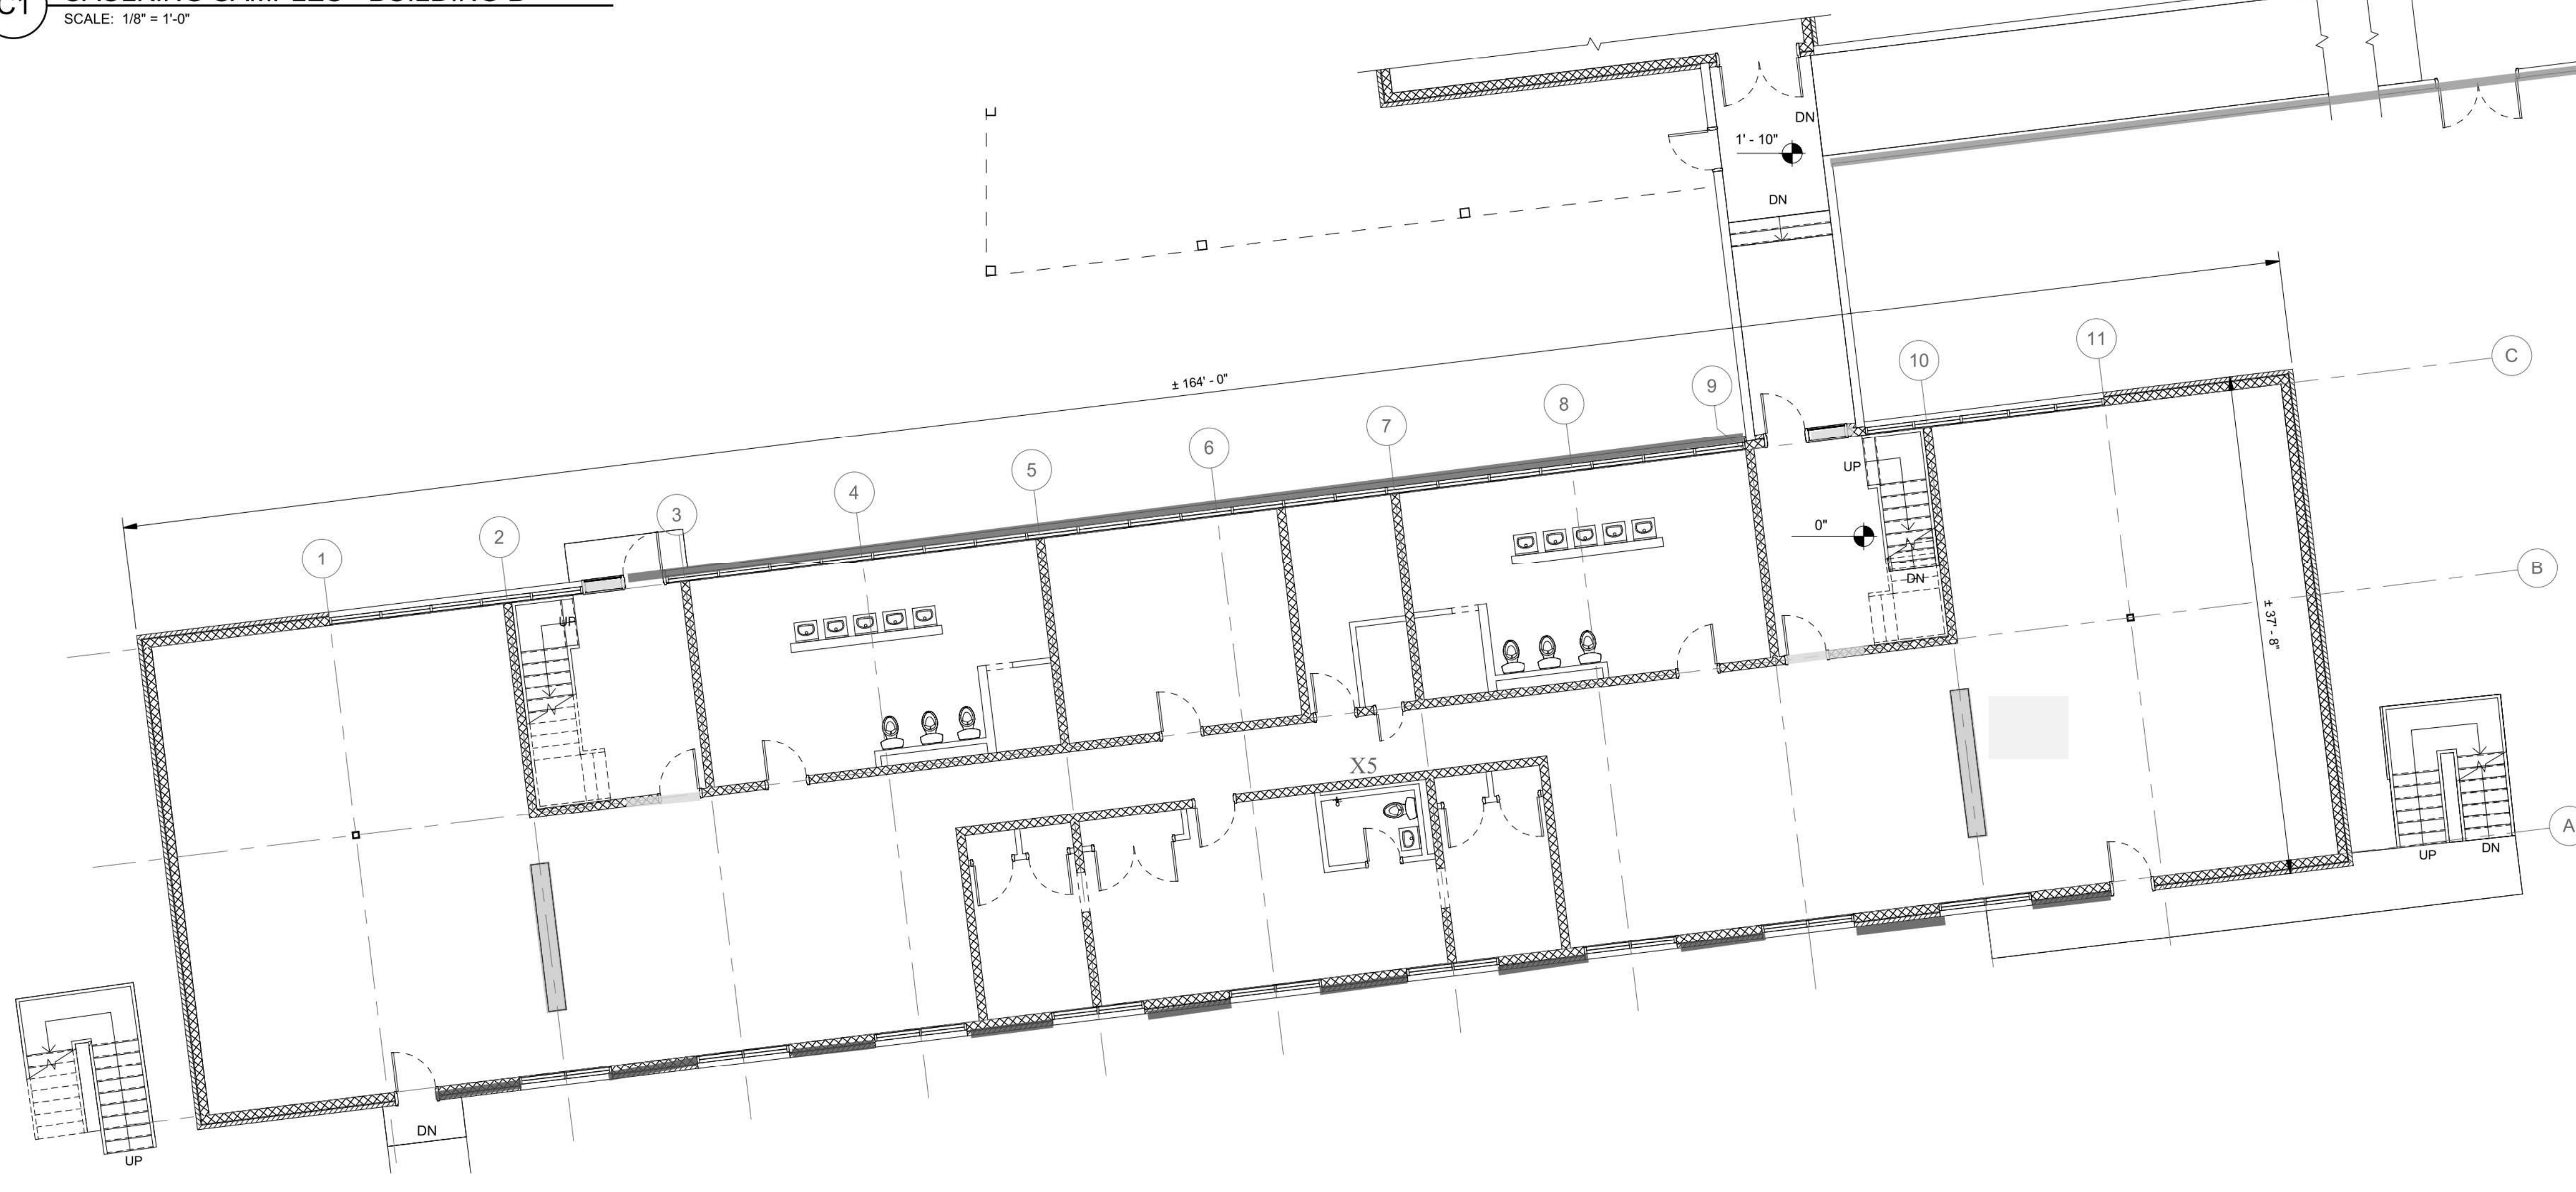 C1
SCALE: 1/8" = 1'-0"
DN
1' - 10"
DN
± 164' - 0"
1
2
3
4
5
6
7
8
9
10
11
C
B
A
UP
UP
0"
DN
± 37' - 8"
X5
UP
DN
DN
UP